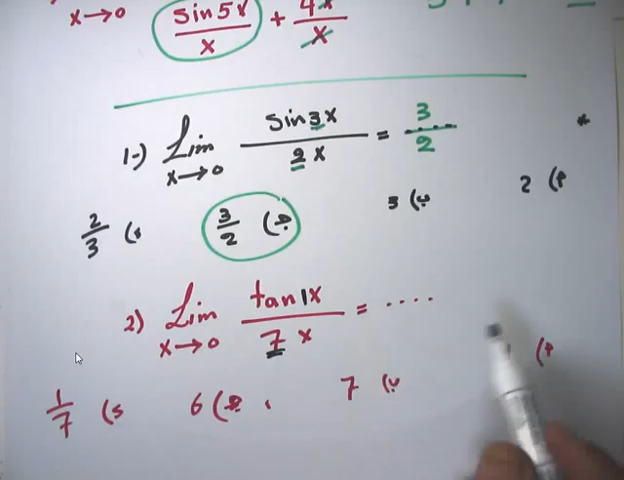 x→0 sin5x/x + 4x/x
1-) Lim x→0 sin3x/2x = 3/2 *
2 (أ 3 (ب 3/2 (ج 2/3 (د
2) Lim x→0 tan1x/7x = ....
(أ 7 (ب 6 (ج 1/7 (د